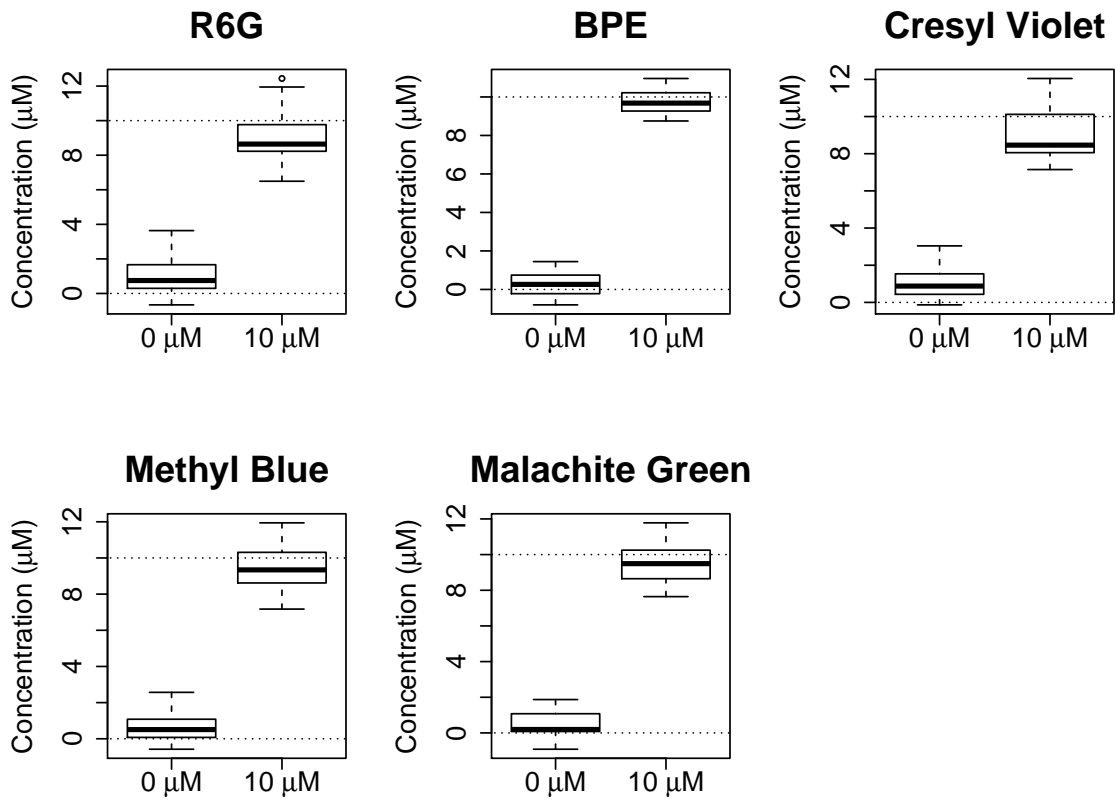 R6G
BPE
Cresyl Violet
Concentration (μM)
0
4
8
12
0 μM
10 μM
Concentration (μM)
0
2
4
6
8
0 μM
10 μM
Concentration (μM)
0
4
8
12
0 μM
10 μM
Methyl Blue
Malachite Green
Concentration (μM)
0
4
8
12
0 μM
10 μM
Concentration (μM)
0
4
8
12
0 μM
10 μM